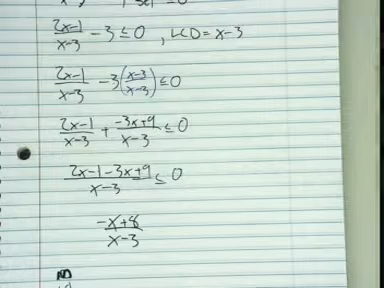 2x-1/x-3 - 3 ≤ 0 , LCD = x-3
2x-1/x-3 - 3(x-3/x-3) ≤ 0
2x-1/x-3 + -3x+9/x-3 ≤ 0
2x-1-3x+9/x-3 ≤ 0
-x+8/x-3